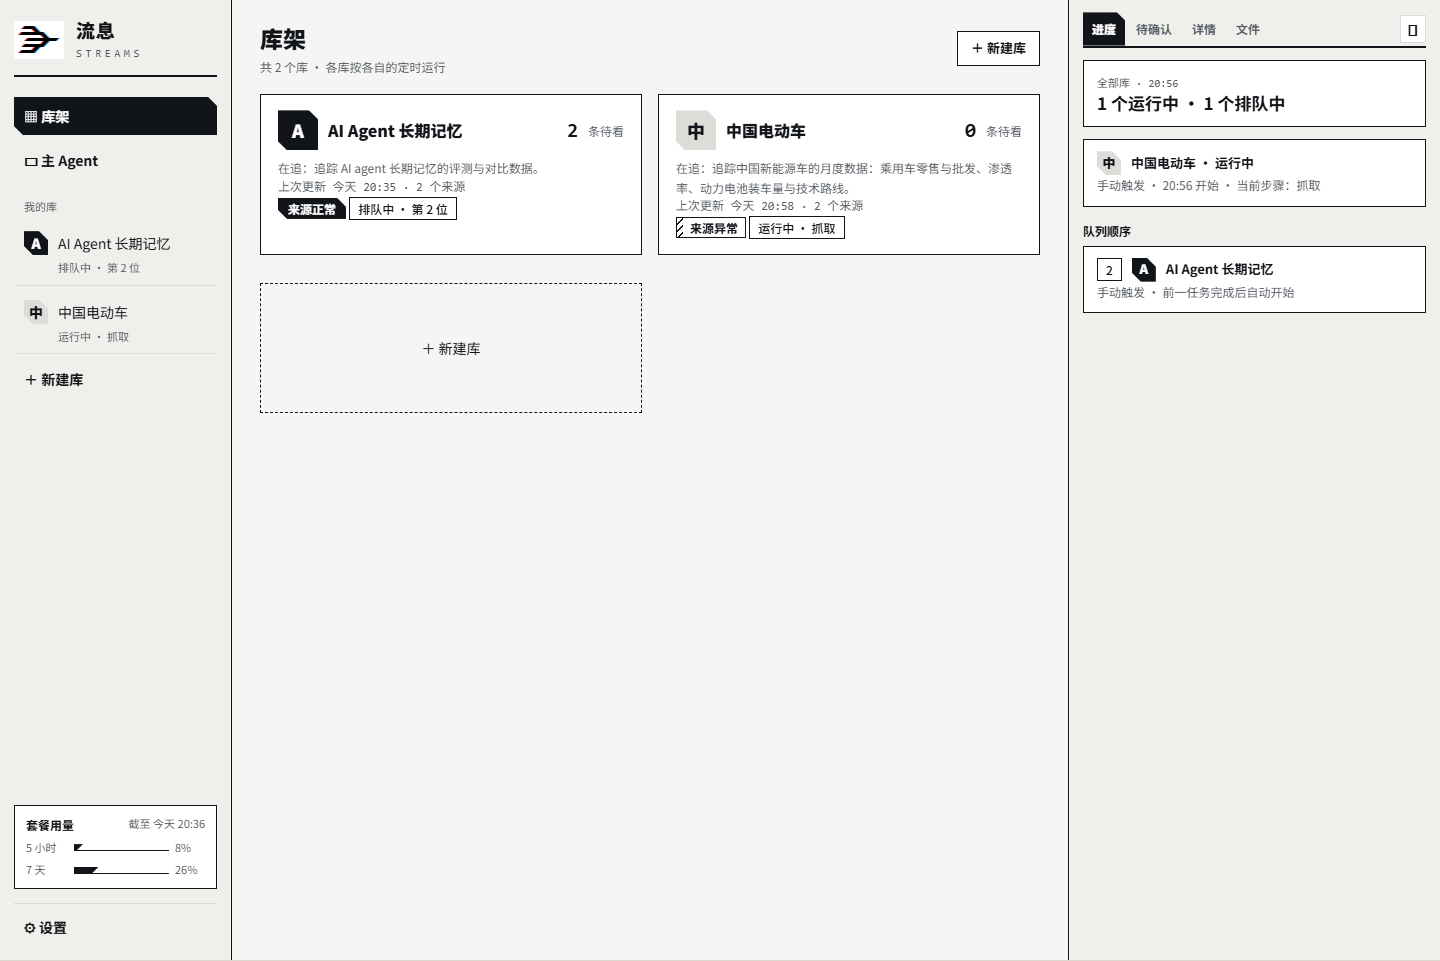 流息
STREAMS
库架
主 Agent
我的库
A AI Agent 长期记忆
排队中 · 第 2 位
中 中国电动车
运行中 · 抓取
＋ 新建库
套餐用量 截至 今天 20:36
5 小时 8%
7 天 26%
设置
库架
共 2 个库 · 各库按各自的定时运行
＋ 新建库
A AI Agent 长期记忆 2 条待看
在追：追踪 AI agent 长期记忆的评测与对比数据。
上次更新 今天 20:35 · 2 个来源
来源正常 排队中 · 第 2 位
中 中国电动车 0 条待看
在追：追踪中国新能源车的月度数据：乘用车零售与批发、渗透
率、动力电池装车量与技术路线。
上次更新 今天 20:58 · 2 个来源
来源异常 运行中 · 抓取
＋ 新建库
进度 待确认 详情 文件
全部库 · 20:56
1 个运行中 · 1 个排队中
中 中国电动车 · 运行中
手动触发 · 20:56 开始 · 当前步骤：抓取
队列顺序
2 A AI Agent 长期记忆
手动触发 · 前一任务完成后自动开始